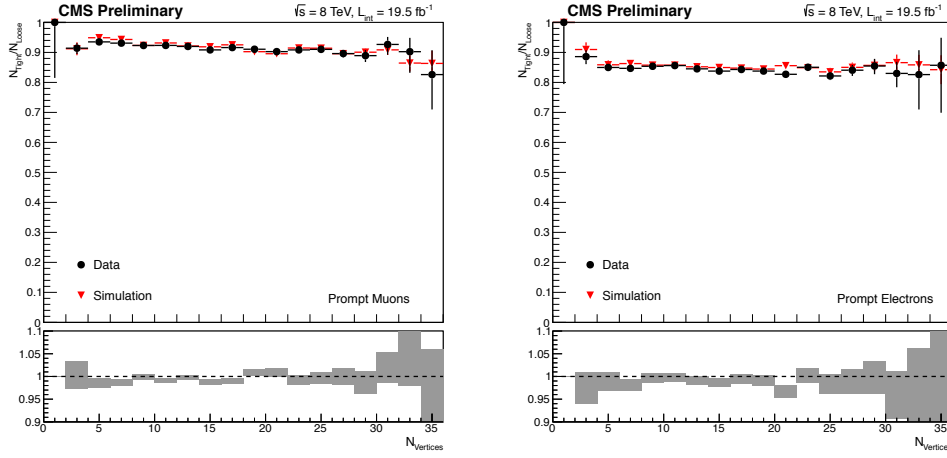 CMS Preliminary
√s = 8 TeV, L_int = 19.5 fb⁻¹
N_Tight/N_Loose
1
0.9
0.8
0.7
0.6
0.5
0.4
0.3
0.2
0.1
0
Data
Simulation
Prompt Muons
1.1
1.05
1
0.95
0.9
0 5 10 15 20 25 30 35
N_Vertices
CMS Preliminary
√s = 8 TeV, L_int = 19.5 fb⁻¹
N_Tight/N_Loose
1
0.9
0.8
0.7
0.6
0.5
0.4
0.3
0.2
0.1
0
Data
Simulation
Prompt Electrons
1.1
1.05
1
0.95
0.9
0 5 10 15 20 25 30 35
N_Vertices